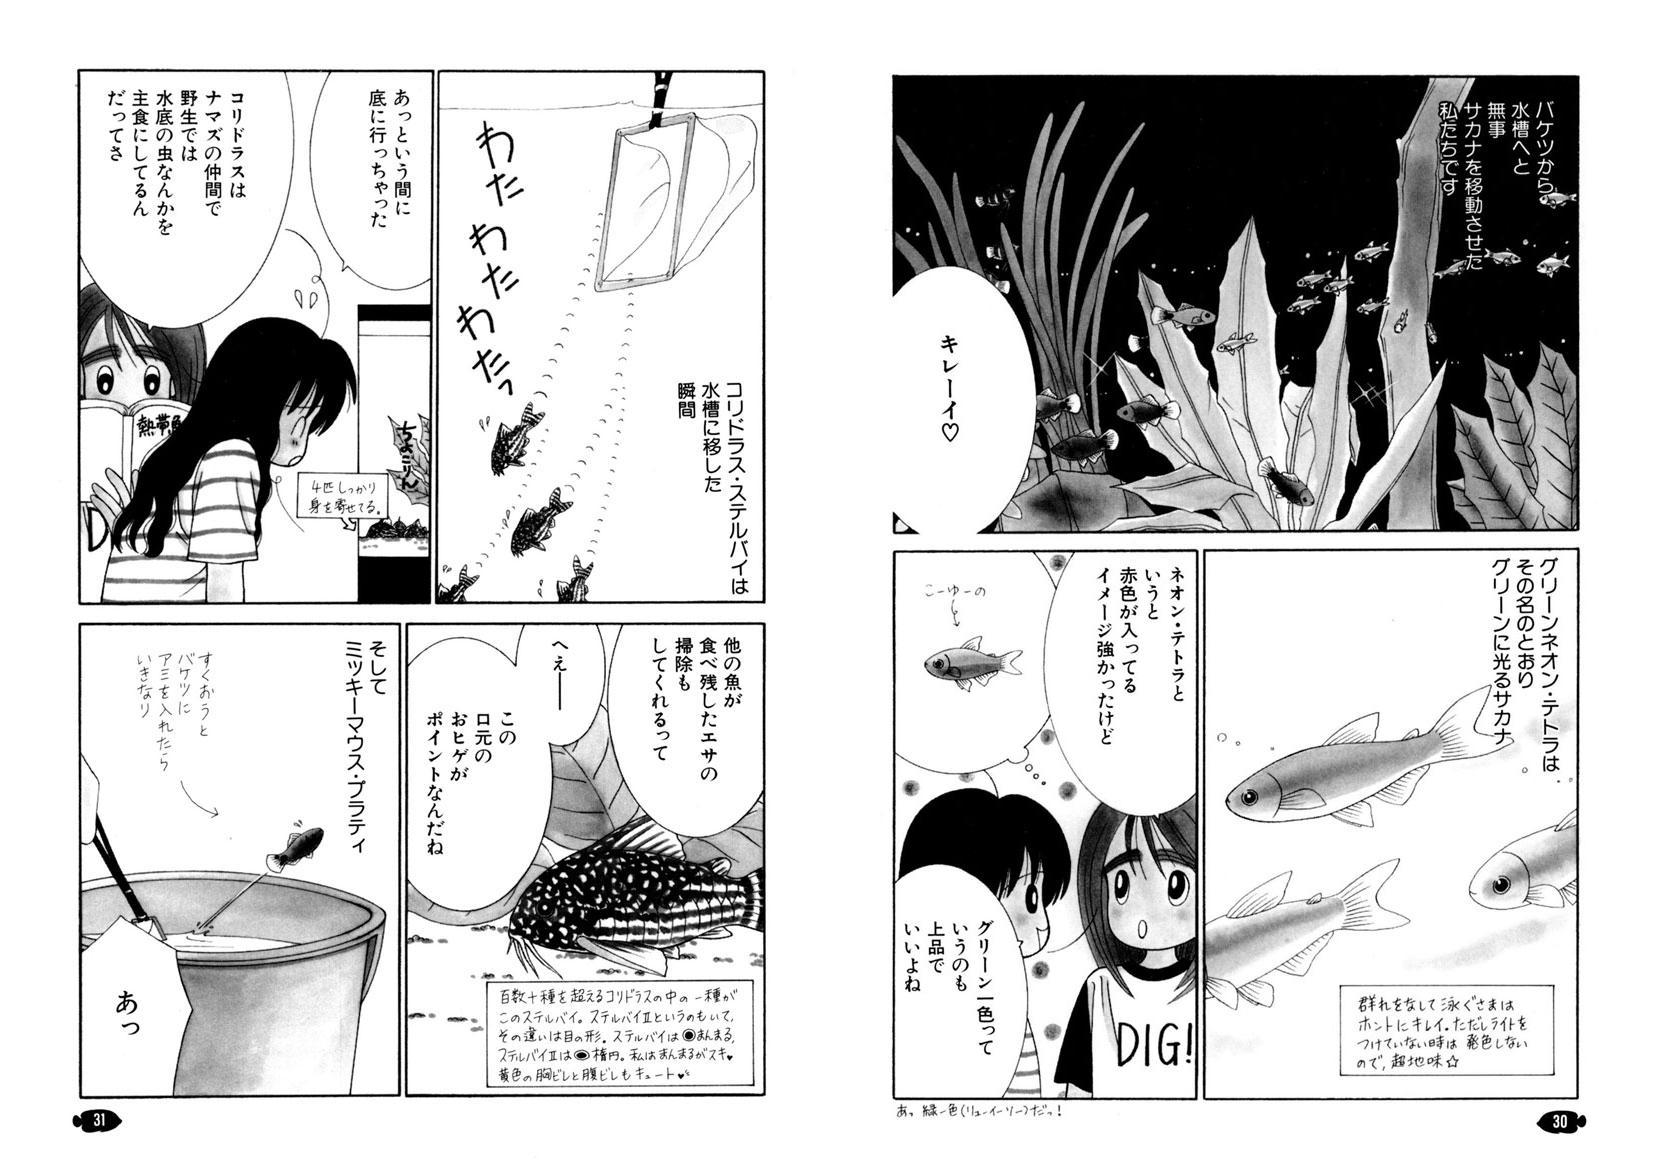 バケツから
水槽へと
無事
サカナを移動させた
私たちです
キレーイ♡
グリーンネオン・テトラは
その名のとおり
グリーンに光るサカナ
群れをなして泳ぐさまは
ホントにキレイ。ただしライトを
つけていない時は発色しない
ので、超地味☆
ネオン・テトラと
いうと
赤色が入ってる
イメージ強かったけど
こーゆーの
グリーン一色って
いうのも
上品で
いいよね
DIG!
あっ 緑一色(リューイーソー)だっ!
30
コリドラス・ステルバイは
水槽に移した
瞬間
わた
わたわた
わたわたっ
あっという間に
底に行っちゃった
コリドラスは
ナマズの仲間で
野生では
水底の虫なんかを
主食にしてるん
だってさ
熱帯魚
D
ちょこりん
4匹しっかり
身を寄せてる。
他の魚が
食べ残したエサの
掃除も
してくれるって
へぇ──
この
口元の
おヒゲが
ポイントなんだね
百数十種を超えるコリドラスの中の一種が
このステルバイ。ステルバイⅡというのもいて、
その違いは目の形。ステルバイは◉まんまる、
ステルバイⅡは楕円。私はまんまるがスキ♥
黄色の胸ビレと腹ビレもキュート♥
そして
ミッキーマウス・プラティ
すくおうと
バケツに
アミを入れたら
いきなり
あっ
31